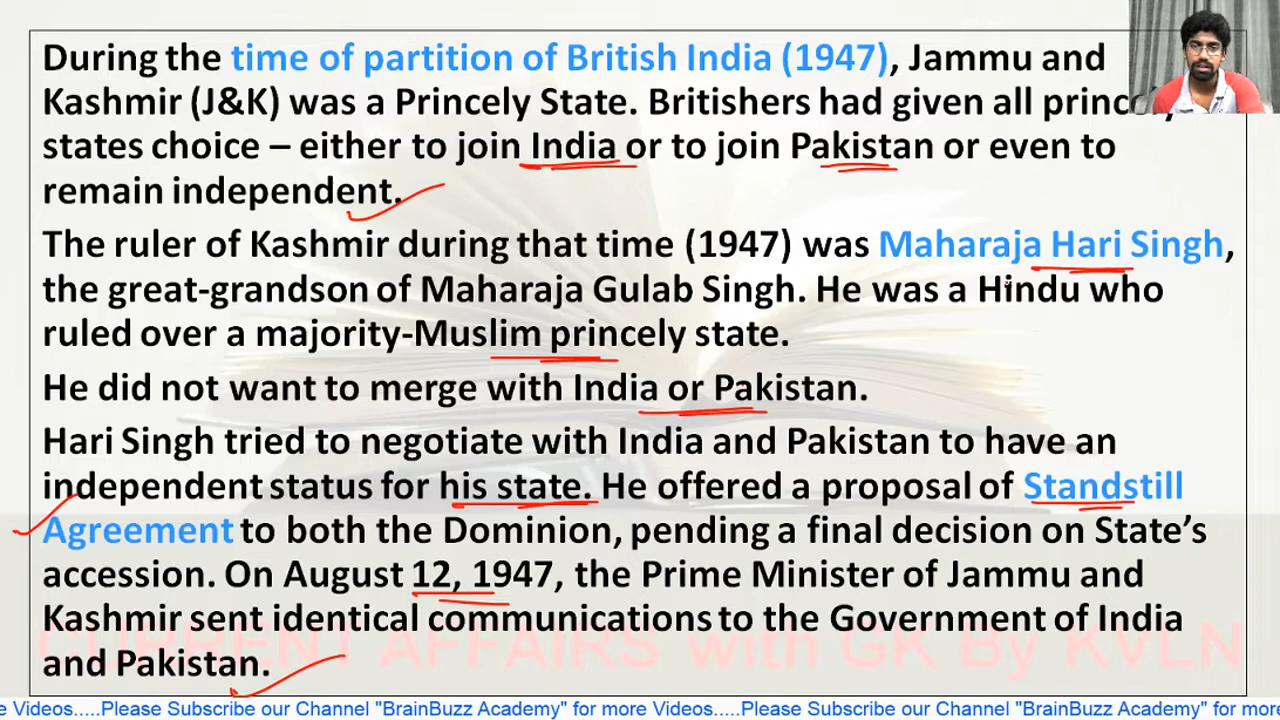 During the time of partition of British India (1947), Jammu and
Kashmir (J&K) was a Princely State. Britishers had given all
states choice – either to join India or to join Pakistan or even to
remain independent.
The ruler of Kashmir during that time (1947) was Maharaja Hari Singh,
the great-grandson of Maharaja Gulab Singh. He was a Hindu who
ruled over a majority-Muslim princely state.
He did not want to merge with India or Pakistan.
Hari Singh tried to negotiate with India and Pakistan to have an
independent status for his state. He offered a proposal of Standstill
Agreement to both the Dominion, pending a final decision on State’s
accession. On August 12, 1947, the Prime Minister of Jammu and
Kashmir sent identical communications to the Government of India
and Pakistan.
CURRENT AFFAIRS with GK By KVLN
e Videos.....Please Subscribe our Channel "BrainBuzz Academy" for more Videos.....Please Subscribe our Channel "BrainBuzz Academy" for more